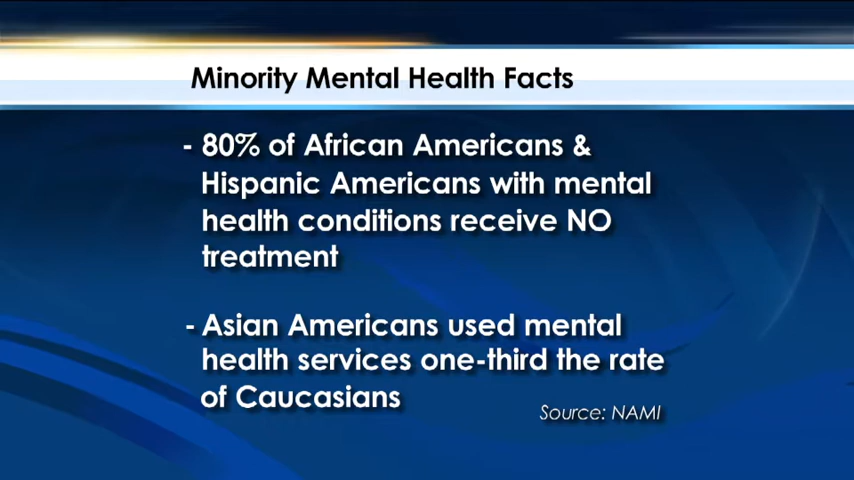 Minority Mental Health Facts
- 80% of African Americans &
Hispanic Americans with mental
health conditions receive NO
treatment
- Asian Americans used mental
health services one-third the rate
of Caucasians
Source: NAMI